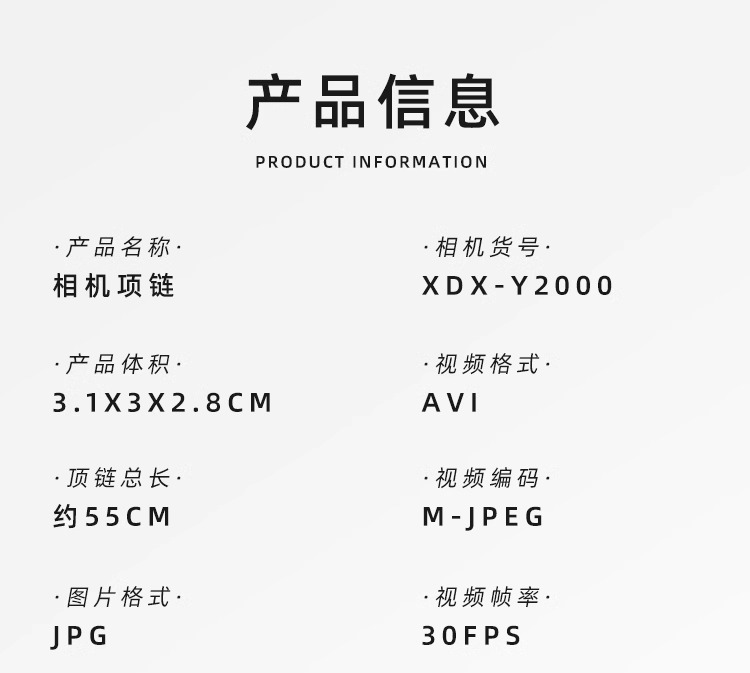 产品信息
PRODUCT INFORMATION
·产品名称·
相机项链
·相机货号·
XDX-Y2000
·产品体积·
3.1X3X2.8CM
·视频格式·
AVI
·顶链总长·
约55CM
·视频编码·
M-JPEG
·图片格式·
JPG
·视频帧率·
30FPS